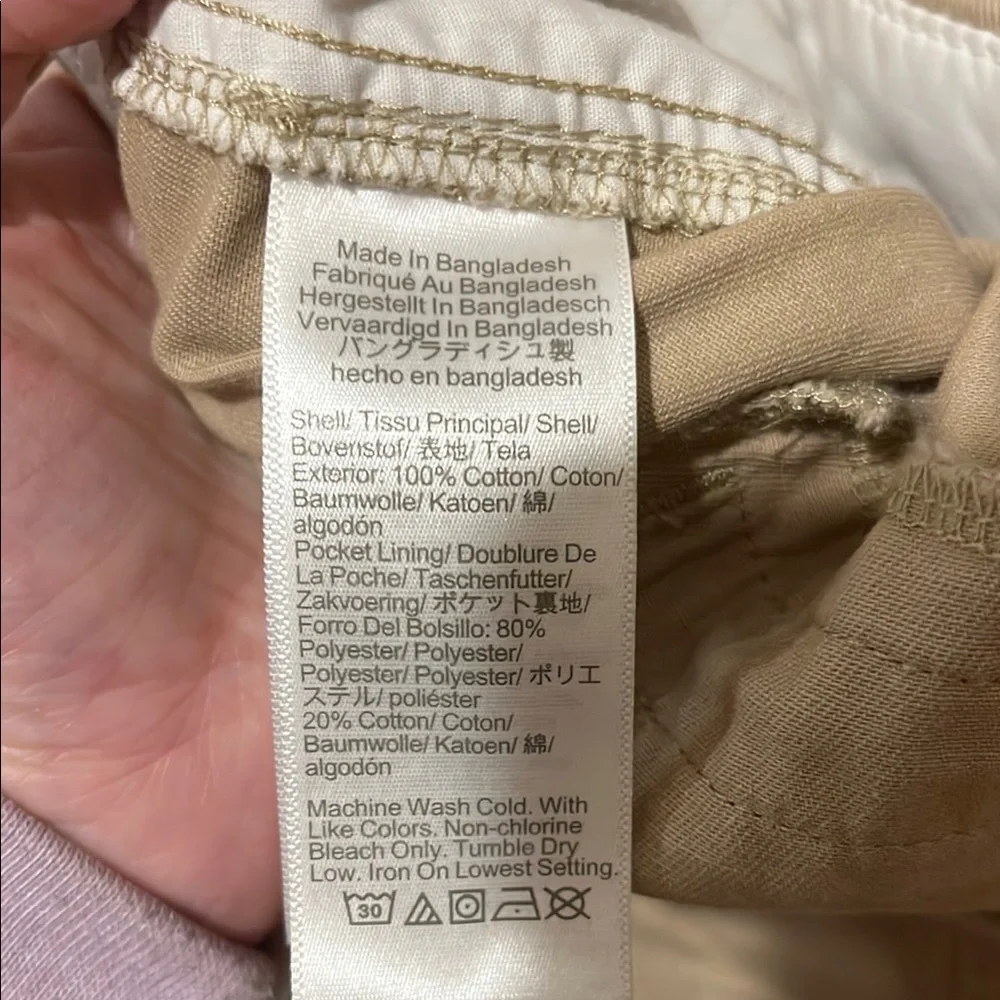 Made In Bangladesh
Fabriqué Au Bangladesh
Hergestellt In Bangladesch
Vervaardigd In Bangladesh
バングラディシュ製
hecho en bangladesh
Shell/ Tissu Principal/ Shell/
Bovenstof/ 表地/ Tela
Exterior: 100% Cotton/ Coton/
Baumwolle/ Katoen/ 綿/
algodón
Pocket Lining/ Doublure De
La Poche/ Taschenfutter/
Zakvoering/ ポケット裏地/
Forro Del Bolsillo: 80%
Polyester/ Polyester/
Polyester/ Polyester/ ポリエ
ステル/ poliéster
20% Cotton/ Coton/
Baumwolle/ Katoen/ 綿/
algodón
Machine Wash Cold. With
Like Colors. Non-chlorine
Bleach Only. Tumble Dry
Low. Iron On Lowest Setting.
30